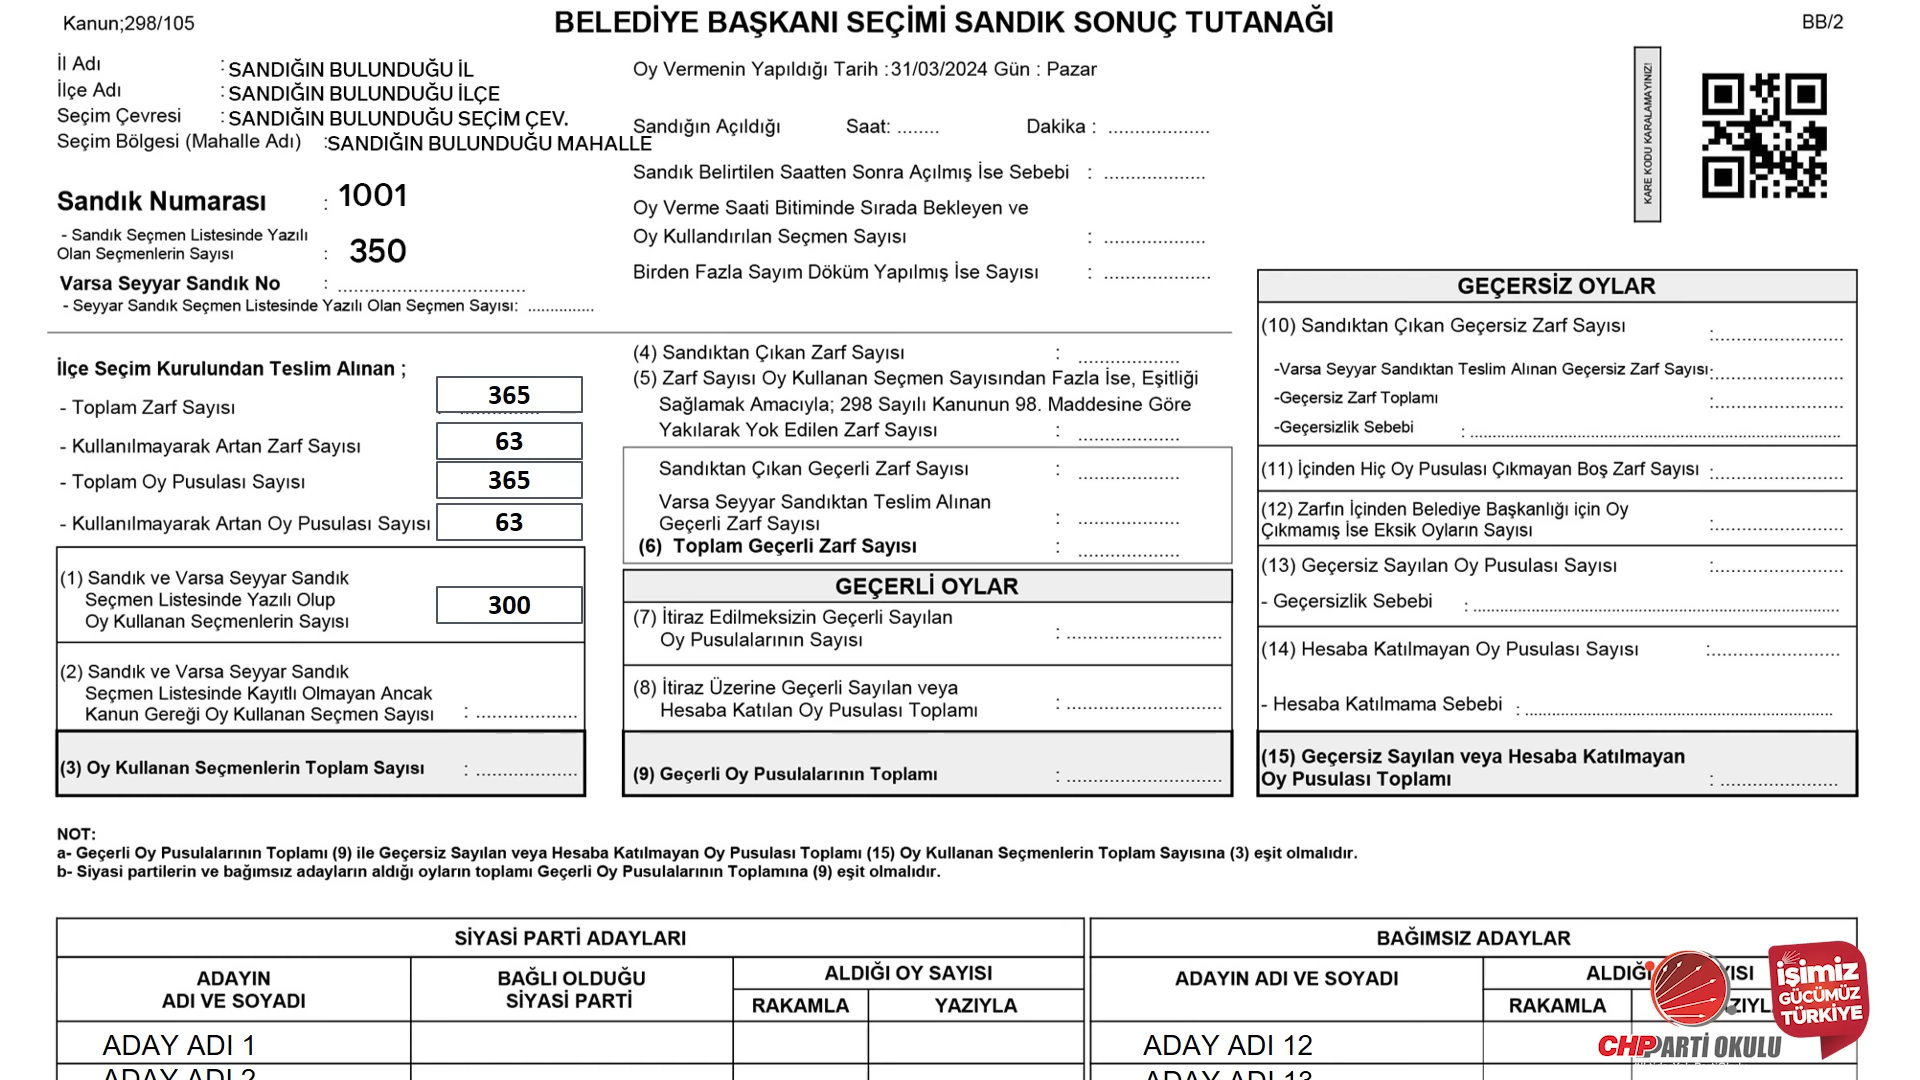 Kanun;298/105
BELEDİYE BAŞKANI SEÇİMİ SANDIK SONUÇ TUTANAĞI
BB/2
İl Adı : SANDIĞIN BULUNDUĞU İL
İlçe Adı : SANDIĞIN BULUNDUĞU İLÇE
Seçim Çevresi : SANDIĞIN BULUNDUĞU SEÇİM ÇEV.
Seçim Bölgesi (Mahalle Adı) :SANDIĞIN BULUNDUĞU MAHALLE
Sandık Numarası : 1001
- Sandık Seçmen Listesinde Yazılı
Olan Seçmenlerin Sayısı : 350
Varsa Seyyar Sandık No : ..................................
- Seyyar Sandık Seçmen Listesinde Yazılı Olan Seçmen Sayısı: ...............
Oy Vermenin Yapıldığı Tarih :31/03/2024 Gün : Pazar
Sandığın Açıldığı Saat: ........ Dakika : ...................
Sandık Belirtilen Saatten Sonra Açılmış İse Sebebi : ...................
Oy Verme Saati Bitiminde Sırada Bekleyen ve
Oy Kullandırılan Seçmen Sayısı : ...................
Birden Fazla Sayım Döküm Yapılmış İse Sayısı : ....................
KARE KODU KARALAMAYINIZ!
İlçe Seçim Kurulundan Teslim Alınan ;
- Toplam Zarf Sayısı 365
- Kullanılmayarak Artan Zarf Sayısı 63
- Toplam Oy Pusulası Sayısı 365
- Kullanılmayarak Artan Oy Pusulası Sayısı 63
(1) Sandık ve Varsa Seyyar Sandık
Seçmen Listesinde Yazılı Olup
Oy Kullanan Seçmenlerin Sayısı 300
(2) Sandık ve Varsa Seyyar Sandık
Seçmen Listesinde Kayıtlı Olmayan Ancak
Kanun Gereği Oy Kullanan Seçmen Sayısı : ...................
(3) Oy Kullanan Seçmenlerin Toplam Sayısı : ...................
(4) Sandıktan Çıkan Zarf Sayısı : ...................
(5) Zarf Sayısı Oy Kullanan Seçmen Sayısından Fazla İse, Eşitliği
Sağlamak Amacıyla; 298 Sayılı Kanunun 98. Maddesine Göre
Yakılarak Yok Edilen Zarf Sayısı : ...................
Sandıktan Çıkan Geçerli Zarf Sayısı : ...................
Varsa Seyyar Sandıktan Teslim Alınan
Geçerli Zarf Sayısı : ...................
(6) Toplam Geçerli Zarf Sayısı : ...................
GEÇERLİ OYLAR
(7) İtiraz Edilmeksizin Geçerli Sayılan
Oy Pusulalarının Sayısı : .............................
(8) İtiraz Üzerine Geçerli Sayılan veya
Hesaba Katılan Oy Pusulası Toplamı : .............................
(9) Geçerli Oy Pusulalarının Toplamı : .............................
GEÇERSİZ OYLAR
(10) Sandıktan Çıkan Geçersiz Zarf Sayısı :........................
-Varsa Seyyar Sandıktan Teslim Alınan Geçersiz Zarf Sayısı:........................
-Geçersiz Zarf Toplamı :........................
-Geçersizlik Sebebi : ........................................................................
(11) İçinden Hiç Oy Pusulası Çıkmayan Boş Zarf Sayısı :........................
(12) Zarfın İçinden Belediye Başkanlığı için Oy
Çıkmamış İse Eksik Oyların Sayısı :........................
(13) Geçersiz Sayılan Oy Pusulası Sayısı :........................
- Geçersizlik Sebebi : .......................................................................
(14) Hesaba Katılmayan Oy Pusulası Sayısı :........................
- Hesaba Katılmama Sebebi : ............................................................
(15) Geçersiz Sayılan veya Hesaba Katılmayan
Oy Pusulası Toplamı : ......................
NOT:
a- Geçerli Oy Pusulalarının Toplamı (9) ile Geçersiz Sayılan veya Hesaba Katılmayan Oy Pusulası Toplamı (15) Oy Kullanan Seçmenlerin Toplam Sayısına (3) eşit olmalıdır.
b- Siyasi partilerin ve bağımsız adayların aldığı oyların toplamı Geçerli Oy Pusulalarının Toplamına (9) eşit olmalıdır.
SİYASİ PARTİ ADAYLARI
ADAYIN
ADI VE SOYADI
BAĞLI OLDUĞU
SİYASİ PARTİ
ALDIĞI OY SAYISI
RAKAMLA YAZIYLA
ADAY ADI 1
ADAY ADI 2
BAĞIMSIZ ADAYLAR
ADAYIN ADI VE SOYADI
RAKAMLA
ADAY ADI 12
ADAY ADI 13
CHP PARTİ OKULU
işimiz
GÜCÜMÜZ
TÜRKİYE